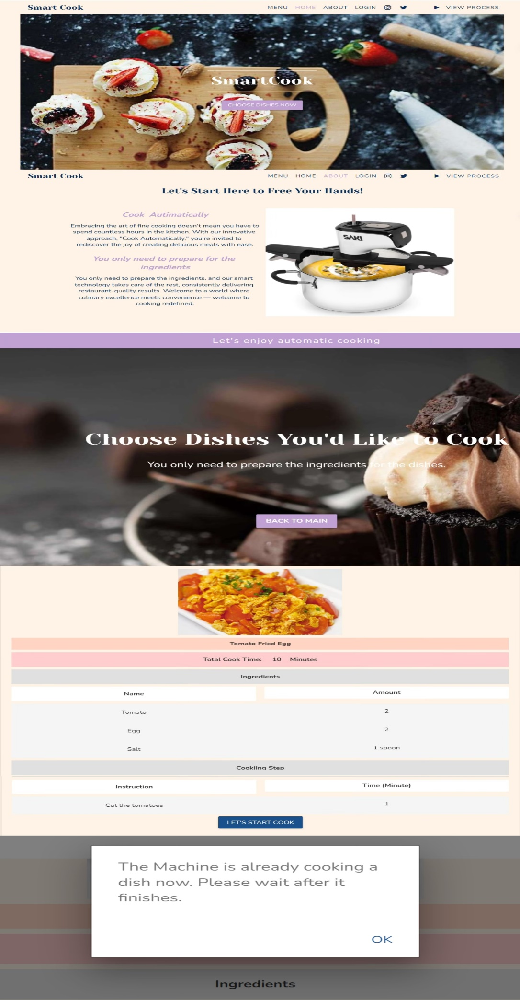 Smart Cook
MENU HOME ABOUT LOGIN VIEW PROCESS
SmartCook
CHOOSE DISHES NOW
Smart Cook
MENU HOME ABOUT LOGIN VIEW PROCESS
Let's Start Here to Free Your Hands!
Cook Autimatically
Embracing the art of fine cooking doesn't mean you have to
spend countless hours in the kitchen. With our innovative
approach, "Cook Automatically," you're invited to
rediscover the joy of creating delicious meals with ease.
You only need to prepare for the
ingredients
You only need to prepare the ingredients, and our smart
technology takes care of the rest, consistently delivering
restaurant-quality results. Welcome to a world where
culinary excellence meets convenience — welcome to
cooking redefined.
SAKI
Let's enjoy automatic cooking
Choose Dishes You'd Like to Cook
You only need to prepare the ingredients for the dishes.
BACK TO MAIN
Tomato Fried Egg
Total Cook Time: 10 Minutes
Ingredients
Name Amount
Tomato 2
Egg 2
Salt 1 spoon
Cookiing Step
Instruction Time (Minute)
Cut the tomatoes 1
LET'S START COOK
The Machine is already cooking a
dish now. Please wait after it
finishes.
OK
Ingredients